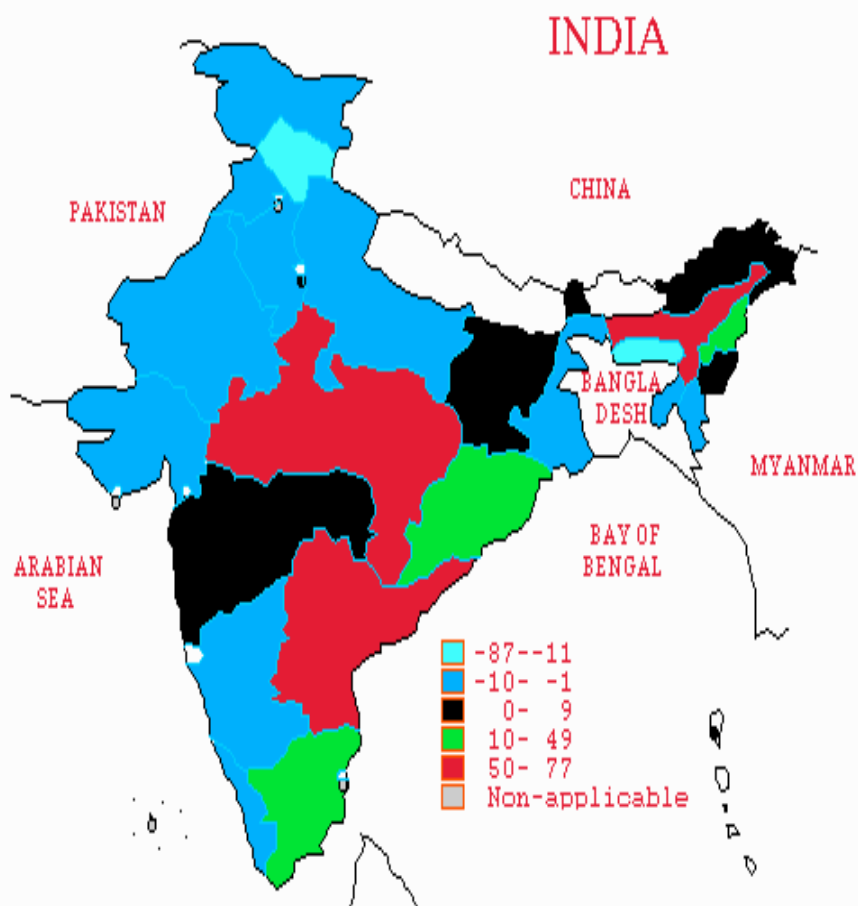 INDIA
CHINA
PAKISTAN
BANGLA
DESH
MYANMAR
BAY OF
BENGAL
ARABIAN
SEA
-87--11
-10- -1
0- 9
10- 49
50- 77
Non-applicable